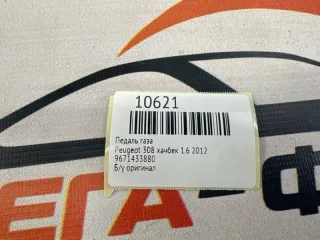 10621
Педаль газа
Peugeot 308 хачбек 1.6 2012
9671433880
Б/у оригинал
ЕГА-Ф